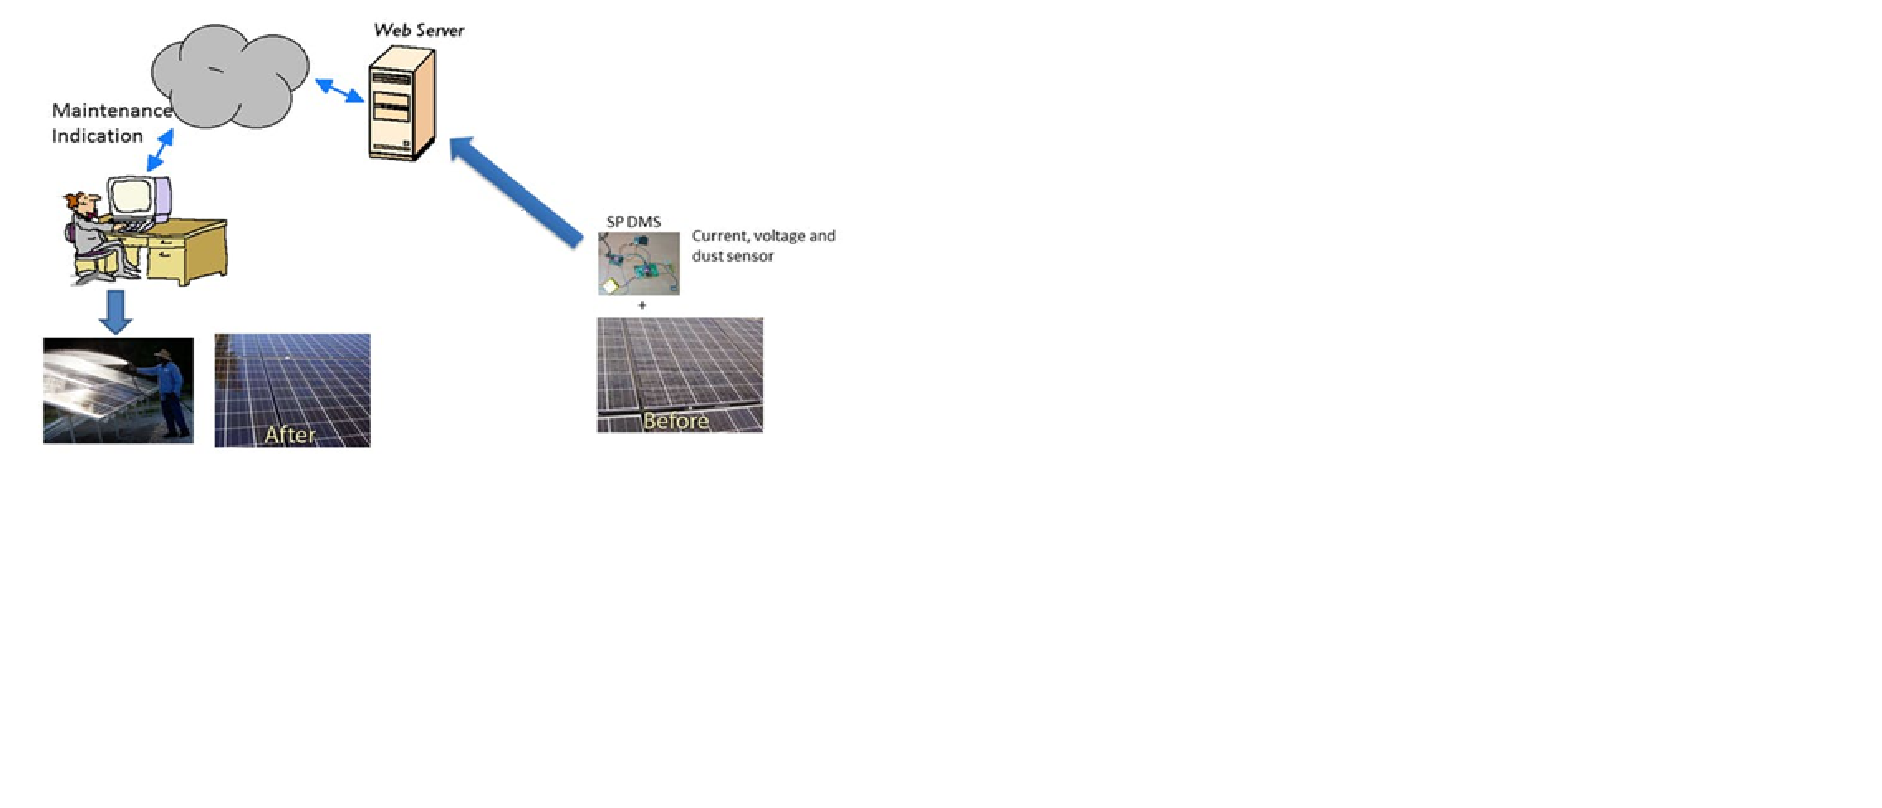 Web Server
Maintenance
Indication
SP DMS
Current, voltage and
dust sensor
+
Before
After